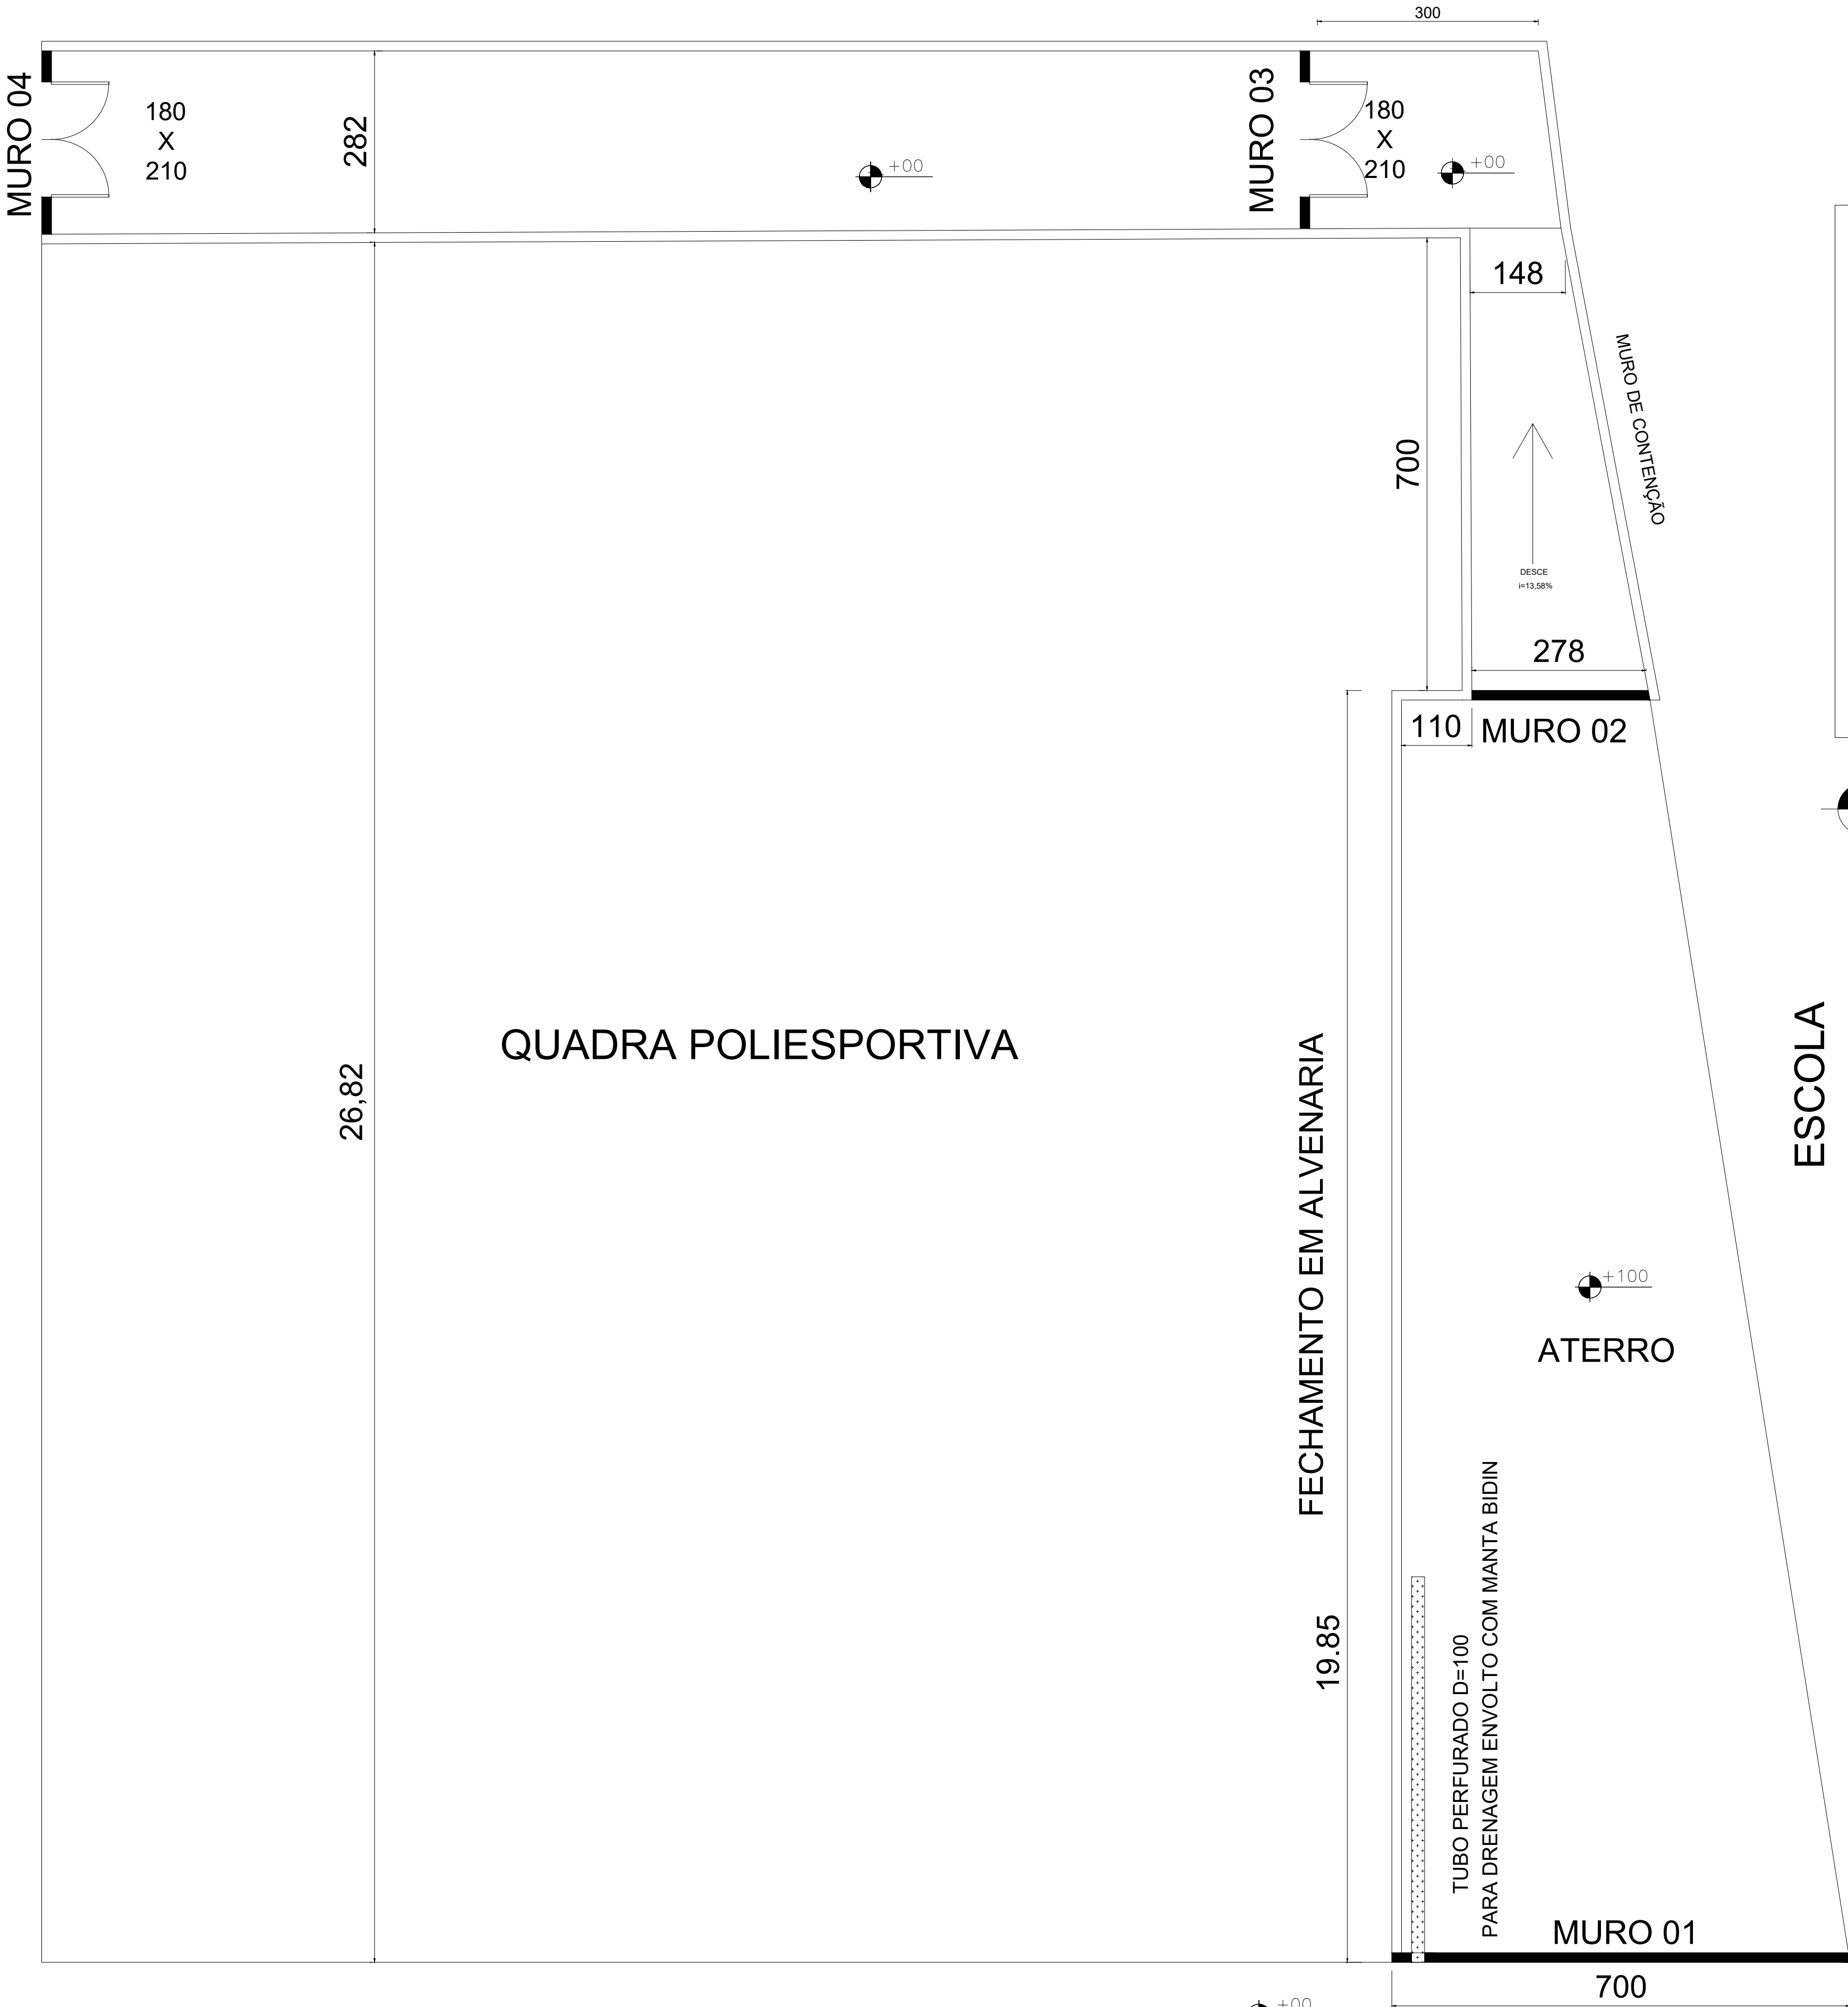 300
MURO 04
180
X
210
282
+00
MURO 03
180
X
210
+00
148
MURO DE CONTENÇÃO
700
DESCE
i=13,58%
278
110
MURO 02
QUADRA POLIESPORTIVA
26,82
FECHAMENTO EM ALVENARIA
ESCOLA
+100
ATERRO
19.85
TUBO PERFURADO D=100
PARA DRENAGEM ENVOLTO COM MANTA BIDIN
MURO 01
700
+00